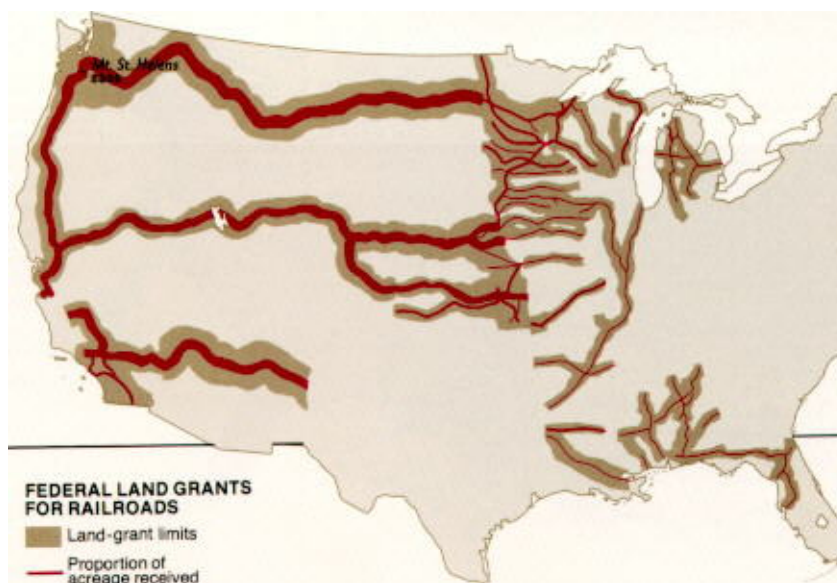 Mt. St. Helens
FEDERAL LAND GRANTS
FOR RAILROADS
Land-grant limits
Proportion of
acreage received